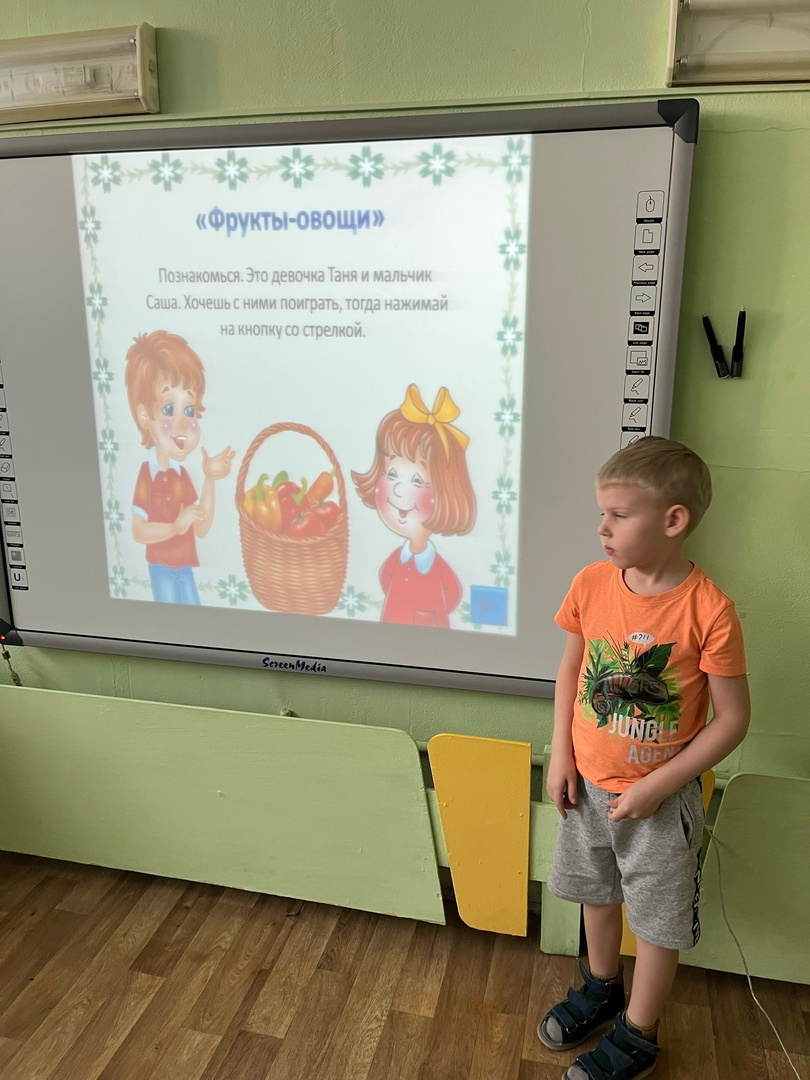 «Фрукты-овощи»
Познакомься. Это девочка Таня и мальчик
Саша. Хочешь с ними поиграть, тогда нажимай
на кнопку со стрелкой.
ScreenMedia
#?!!
JUNGLE
AGEN
U